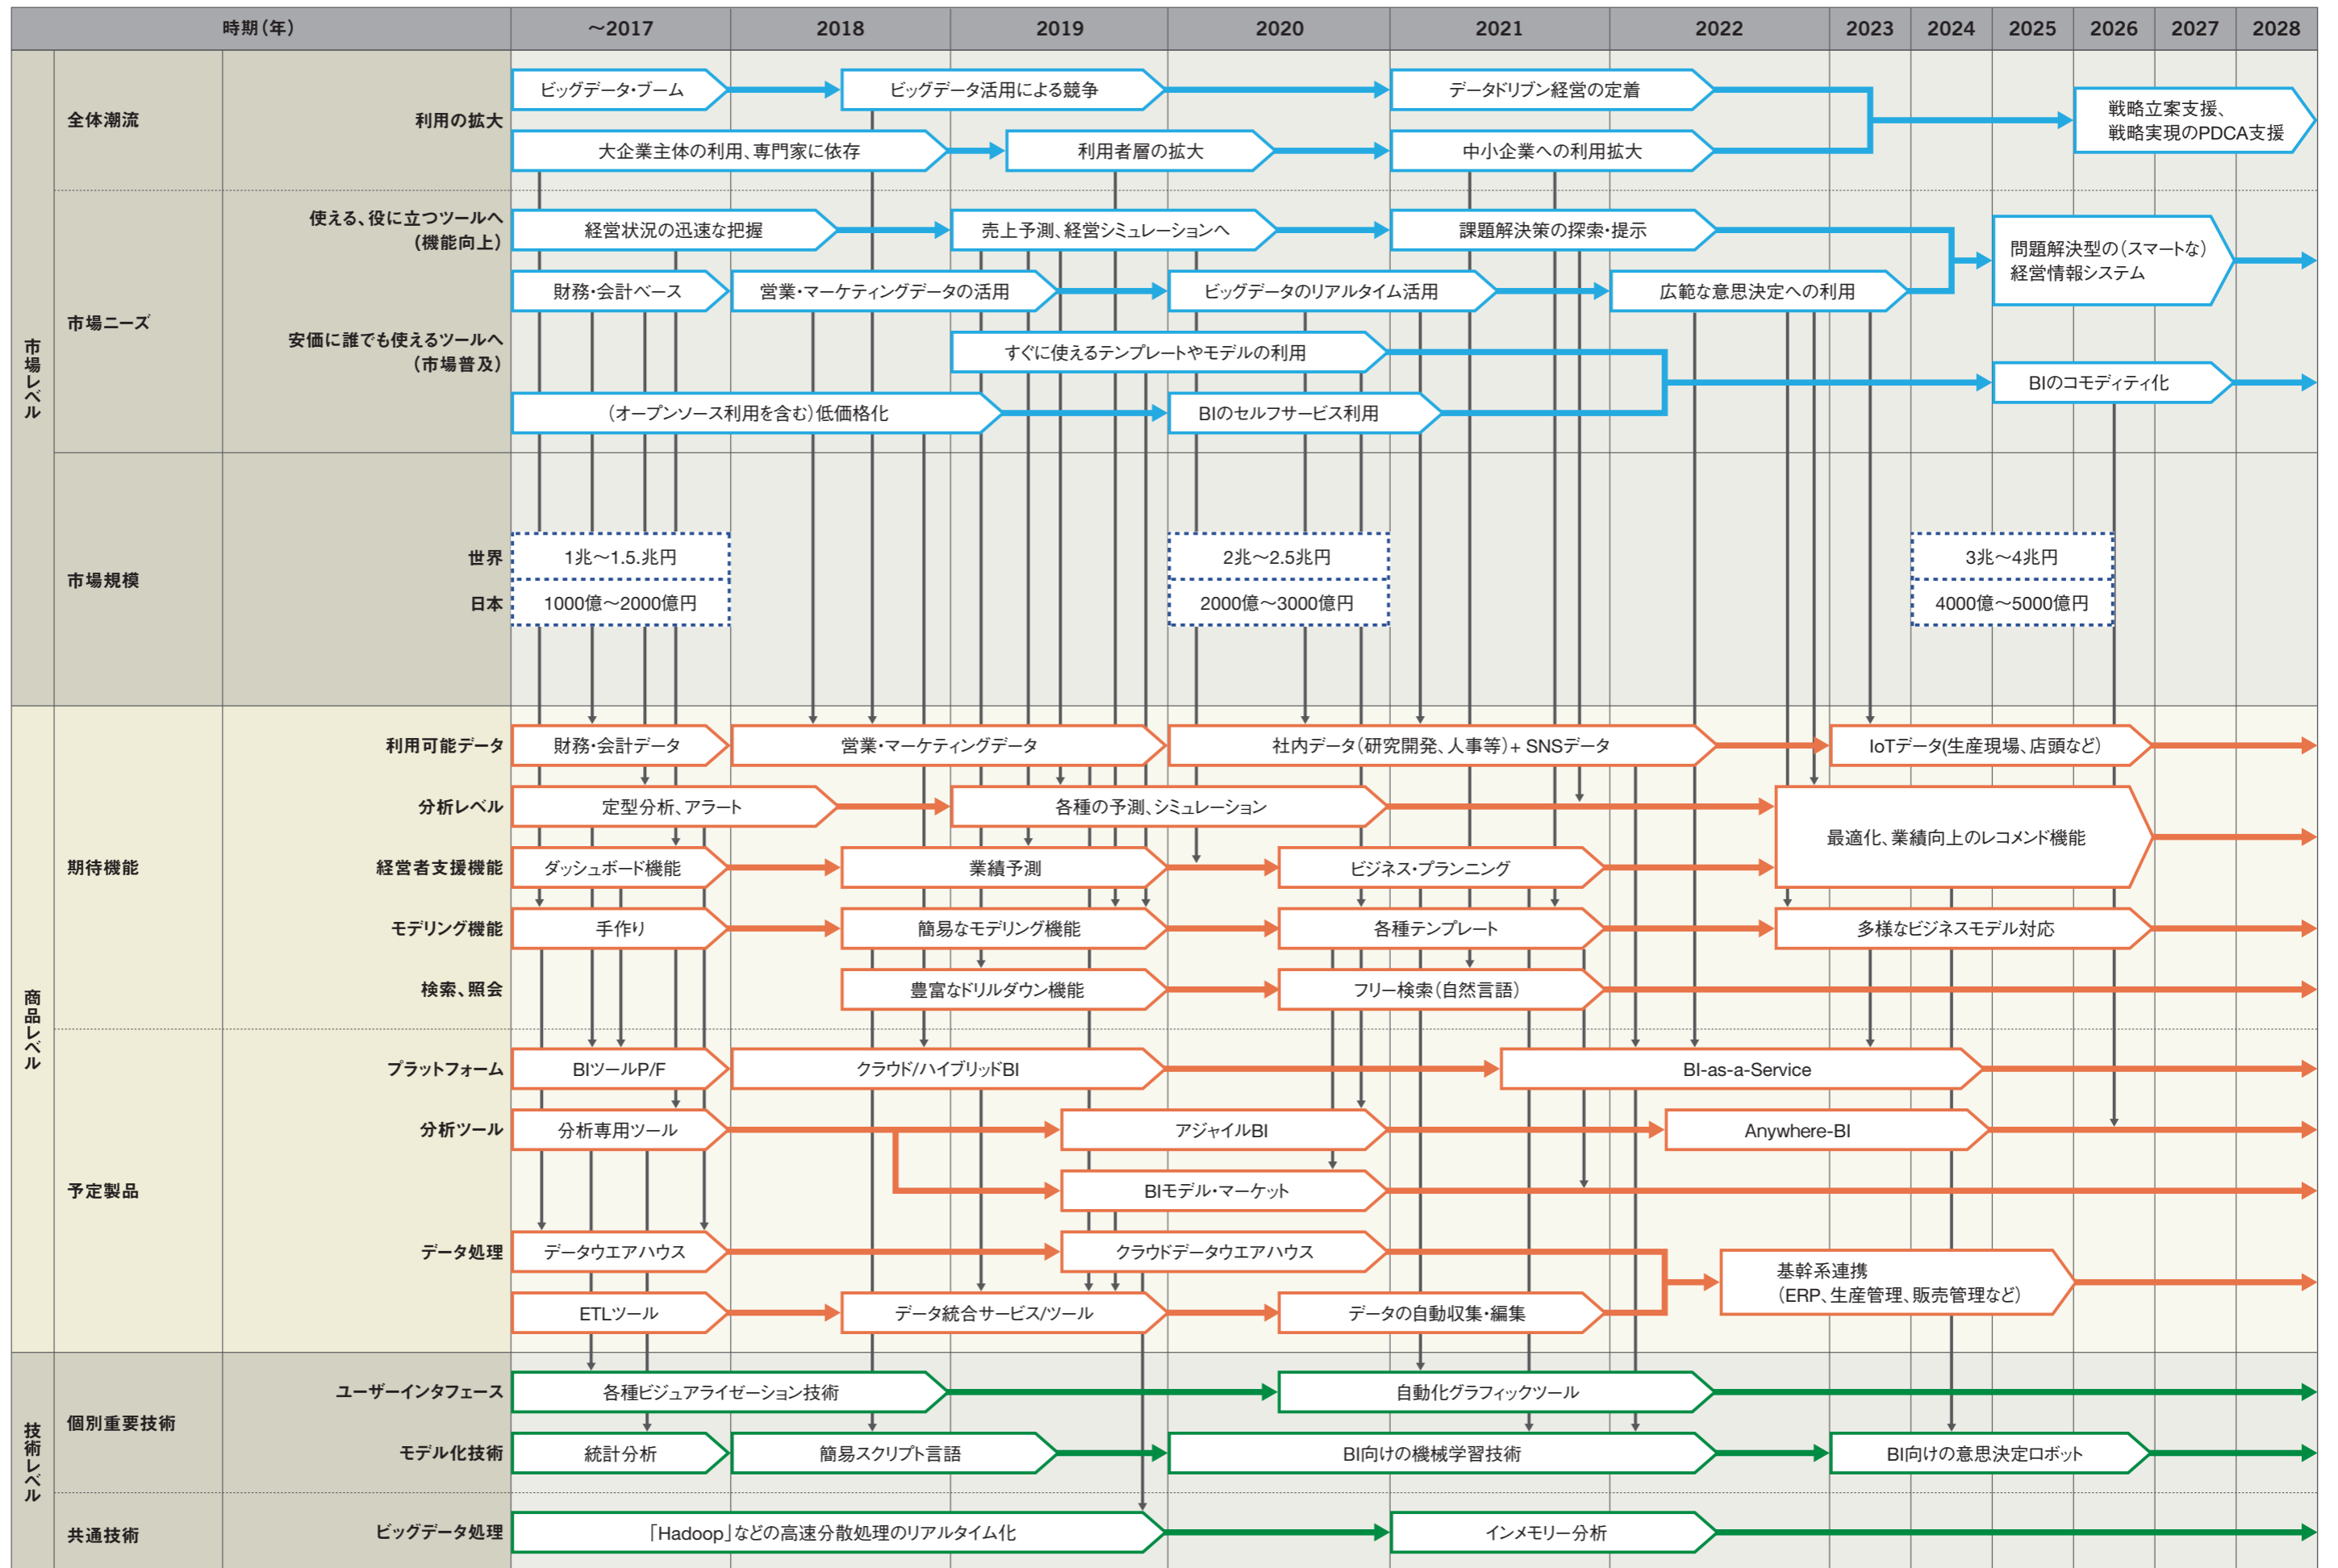 時期（年）
～2017
2018
2019
2020
2021
2022
2023
2024
2025
2026
2027
2028
市場レベル
全体潮流
利用の拡大
ビッグデータ・ブーム
ビッグデータ活用による競争
データドリブン経営の定着
戦略立案支援、
戦略実現のPDCA支援
大企業主体の利用、専門家に依存
利用者層の拡大
中小企業への利用拡大
市場ニーズ
使える、役に立つツールへ
（機能向上）
経営状況の迅速な把握
売上予測、経営シミュレーションへ
課題解決策の探索・提示
問題解決型の（スマートな）
経営情報システム
財務・会計ベース
営業・マーケティングデータの活用
ビッグデータのリアルタイム活用
広範な意思決定への利用
安価に誰でも使えるツールへ
（市場普及）
すぐに使えるテンプレートやモデルの利用
BIのコモディティ化
（オープンソース利用を含む）低価格化
BIのセルフサービス利用
市場規模
世界
1兆～1.5.兆円
2兆～2.5兆円
3兆～4兆円
日本
1000億～2000億円
2000億～3000億円
4000億～5000億円
商品レベル
期待機能
利用可能データ
財務・会計データ
営業・マーケティングデータ
社内データ（研究開発、人事等）+ SNSデータ
IoTデータ(生産現場、店頭など）
分析レベル
定型分析、アラート
各種の予測、シミュレーション
最適化、業績向上のレコメンド機能
経営者支援機能
ダッシュボード機能
業績予測
ビジネス・プランニング
モデリング機能
手作り
簡易なモデリング機能
各種テンプレート
多様なビジネスモデル対応
検索、照会
豊富なドリルダウン機能
フリー検索（自然言語）
予定製品
プラットフォーム
BIツールP/F
クラウド/ハイブリッドBI
BI-as-a-Service
分析ツール
分析専用ツール
アジャイルBI
Anywhere-BI
BIモデル・マーケット
データ処理
データウエアハウス
クラウドデータウエアハウス
基幹系連携
（ERP、生産管理、販売管理など）
ETLツール
データ統合サービス/ツール
データの自動収集・編集
技術レベル
個別重要技術
ユーザーインタフェース
各種ビジュアライゼーション技術
自動化グラフィックツール
モデル化技術
統計分析
簡易スクリプト言語
BI向けの機械学習技術
BI向けの意思決定ロボット
共通技術
ビッグデータ処理
「Hadoop」などの高速分散処理のリアルタイム化
インメモリー分析